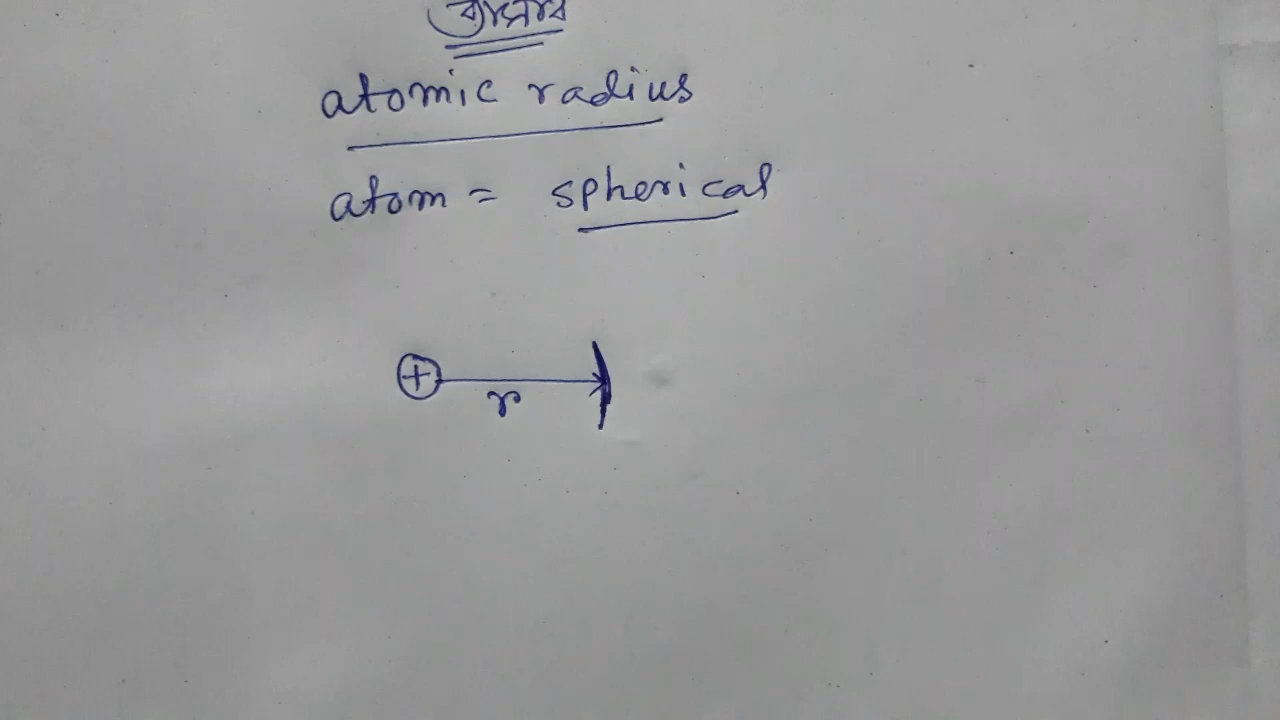 atomic radius
atom = spherical
+
r